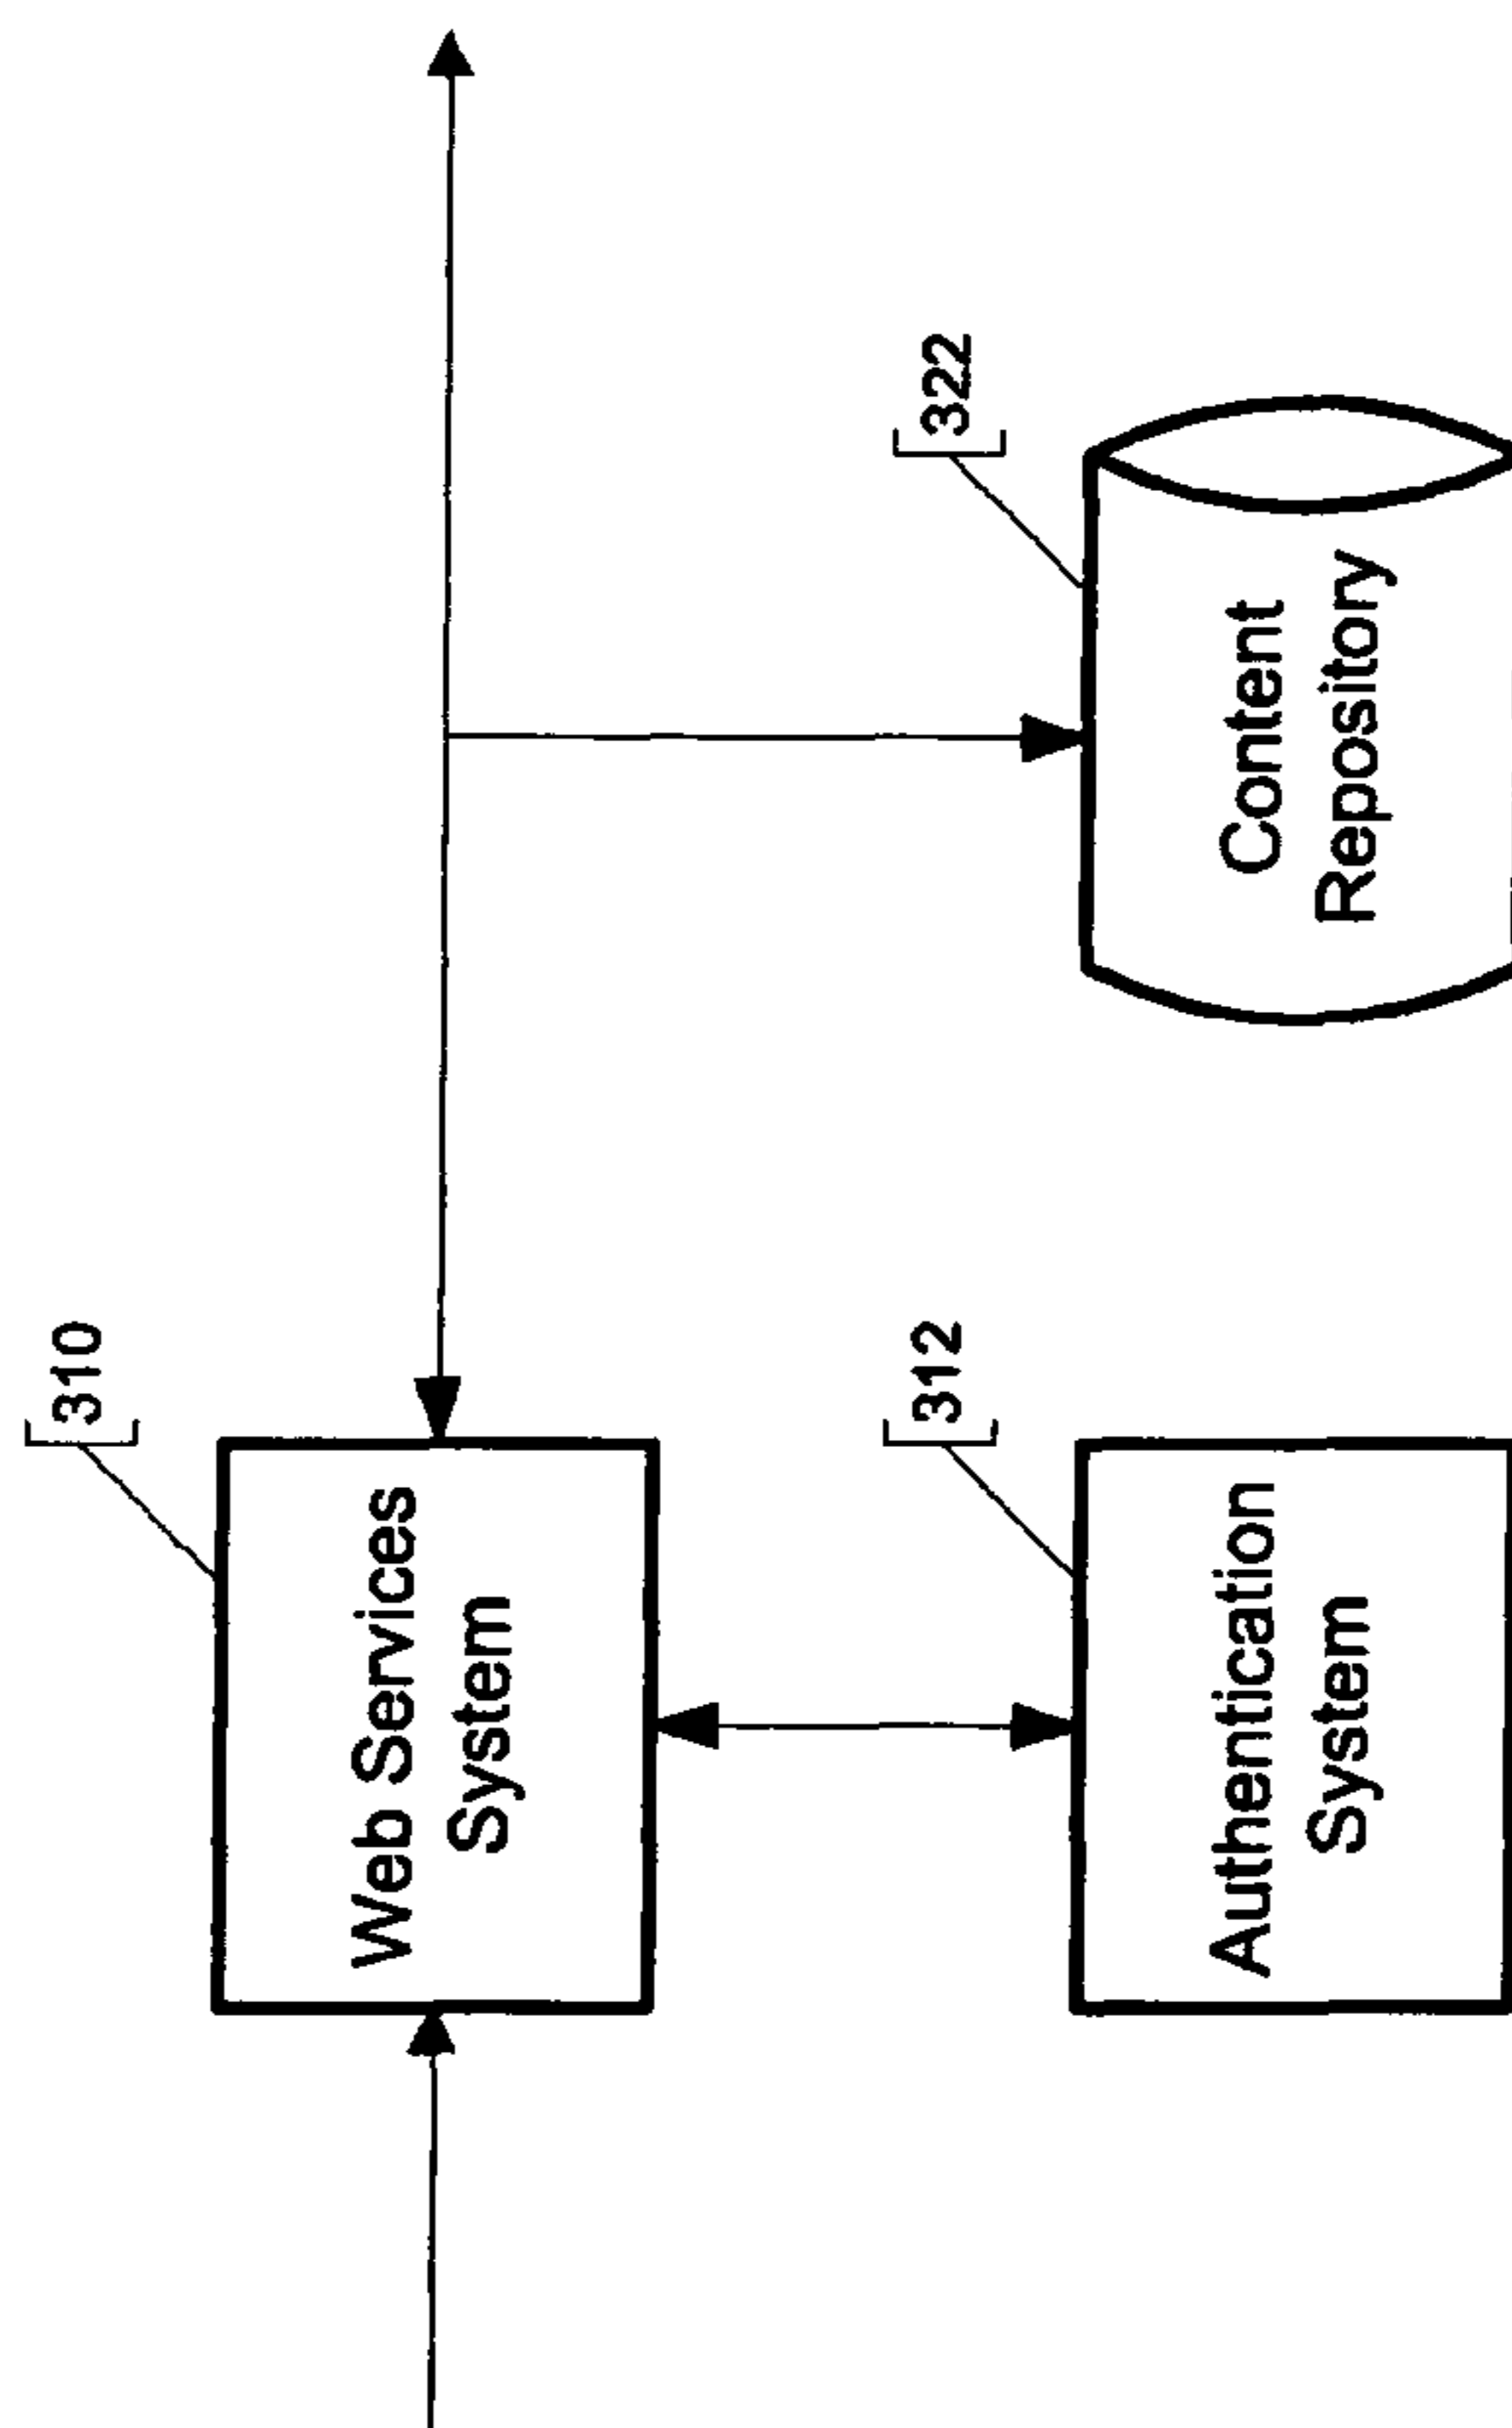 310
Web Services
System
312
Authentication
System
322
Content
Repository